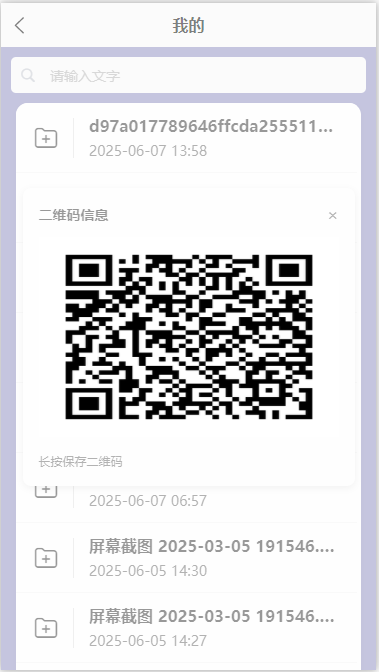 我的
请输入文字
d97a017789646ffcda255511...
2025-06-07 13:58
二维码信息
×
长按保存二维码
2025-06-07 06:57
屏幕截图 2025-03-05 191546....
2025-06-05 14:30
屏幕截图 2025-03-05 191546....
2025-06-05 14:27